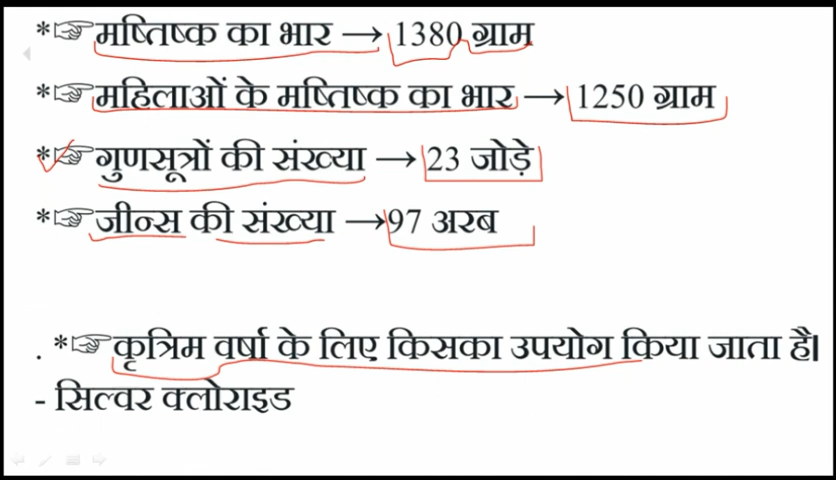 *☞मष्तिष्क का भार → 1380 ग्राम
*☞महिलाओं के मष्तिष्क का भार → 1250 ग्राम
*☞गुणसूत्रों की संख्या → 23 जोड़े
*☞जीन्स की संख्या →97 अरब
. *☞कृत्रिम वर्षा के लिए किसका उपयोग किया जाता है|
- सिल्वर क्लोराइड